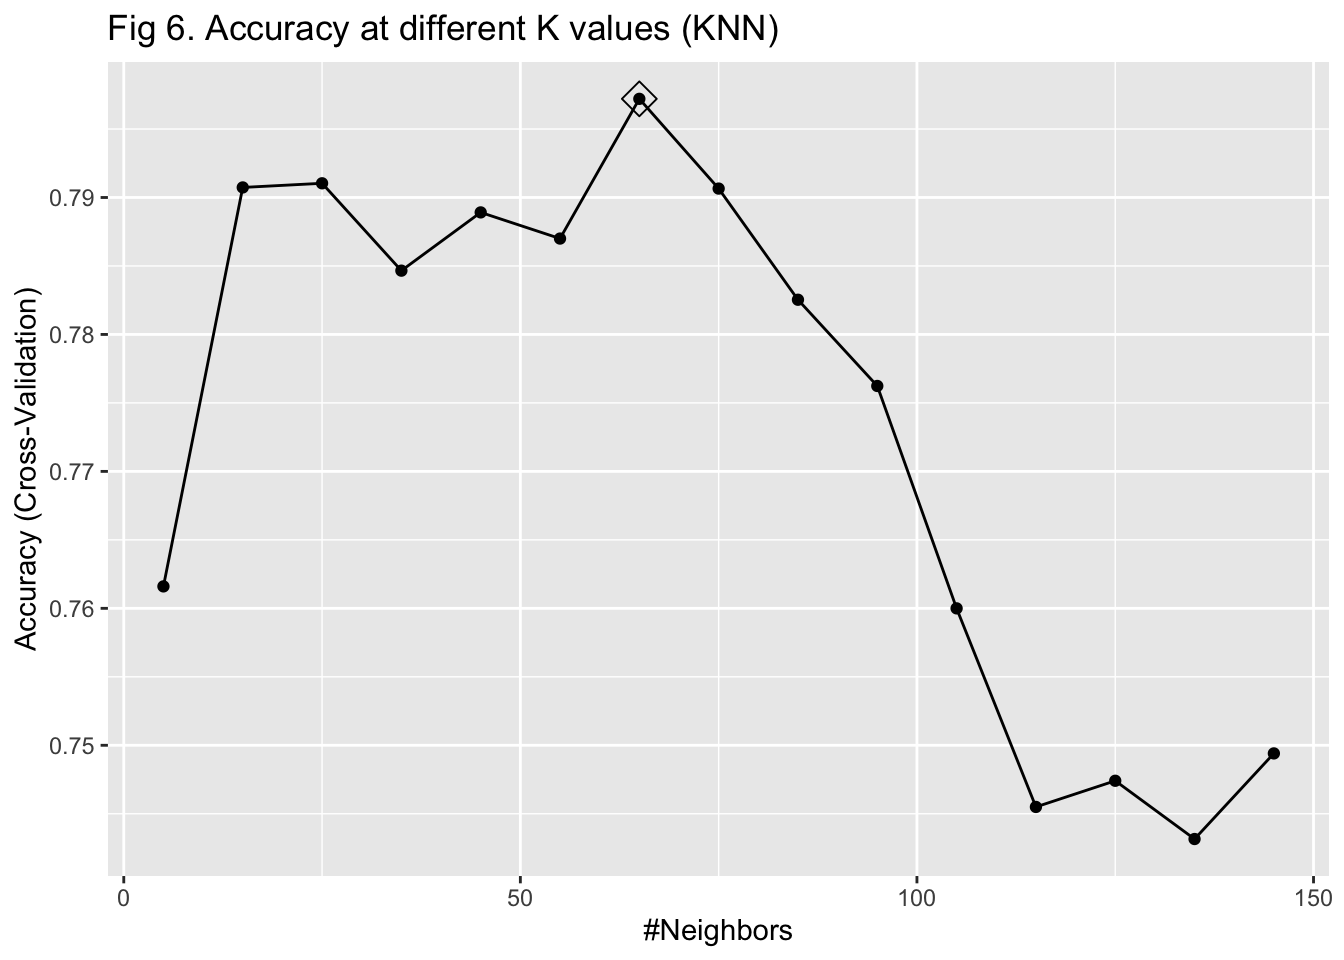 Fig 6. Accuracy at different K values (KNN)
Accuracy (Cross-Validation)
0.79
0.78
0.77
0.76
0.75
0 50 100 150
#Neighbors